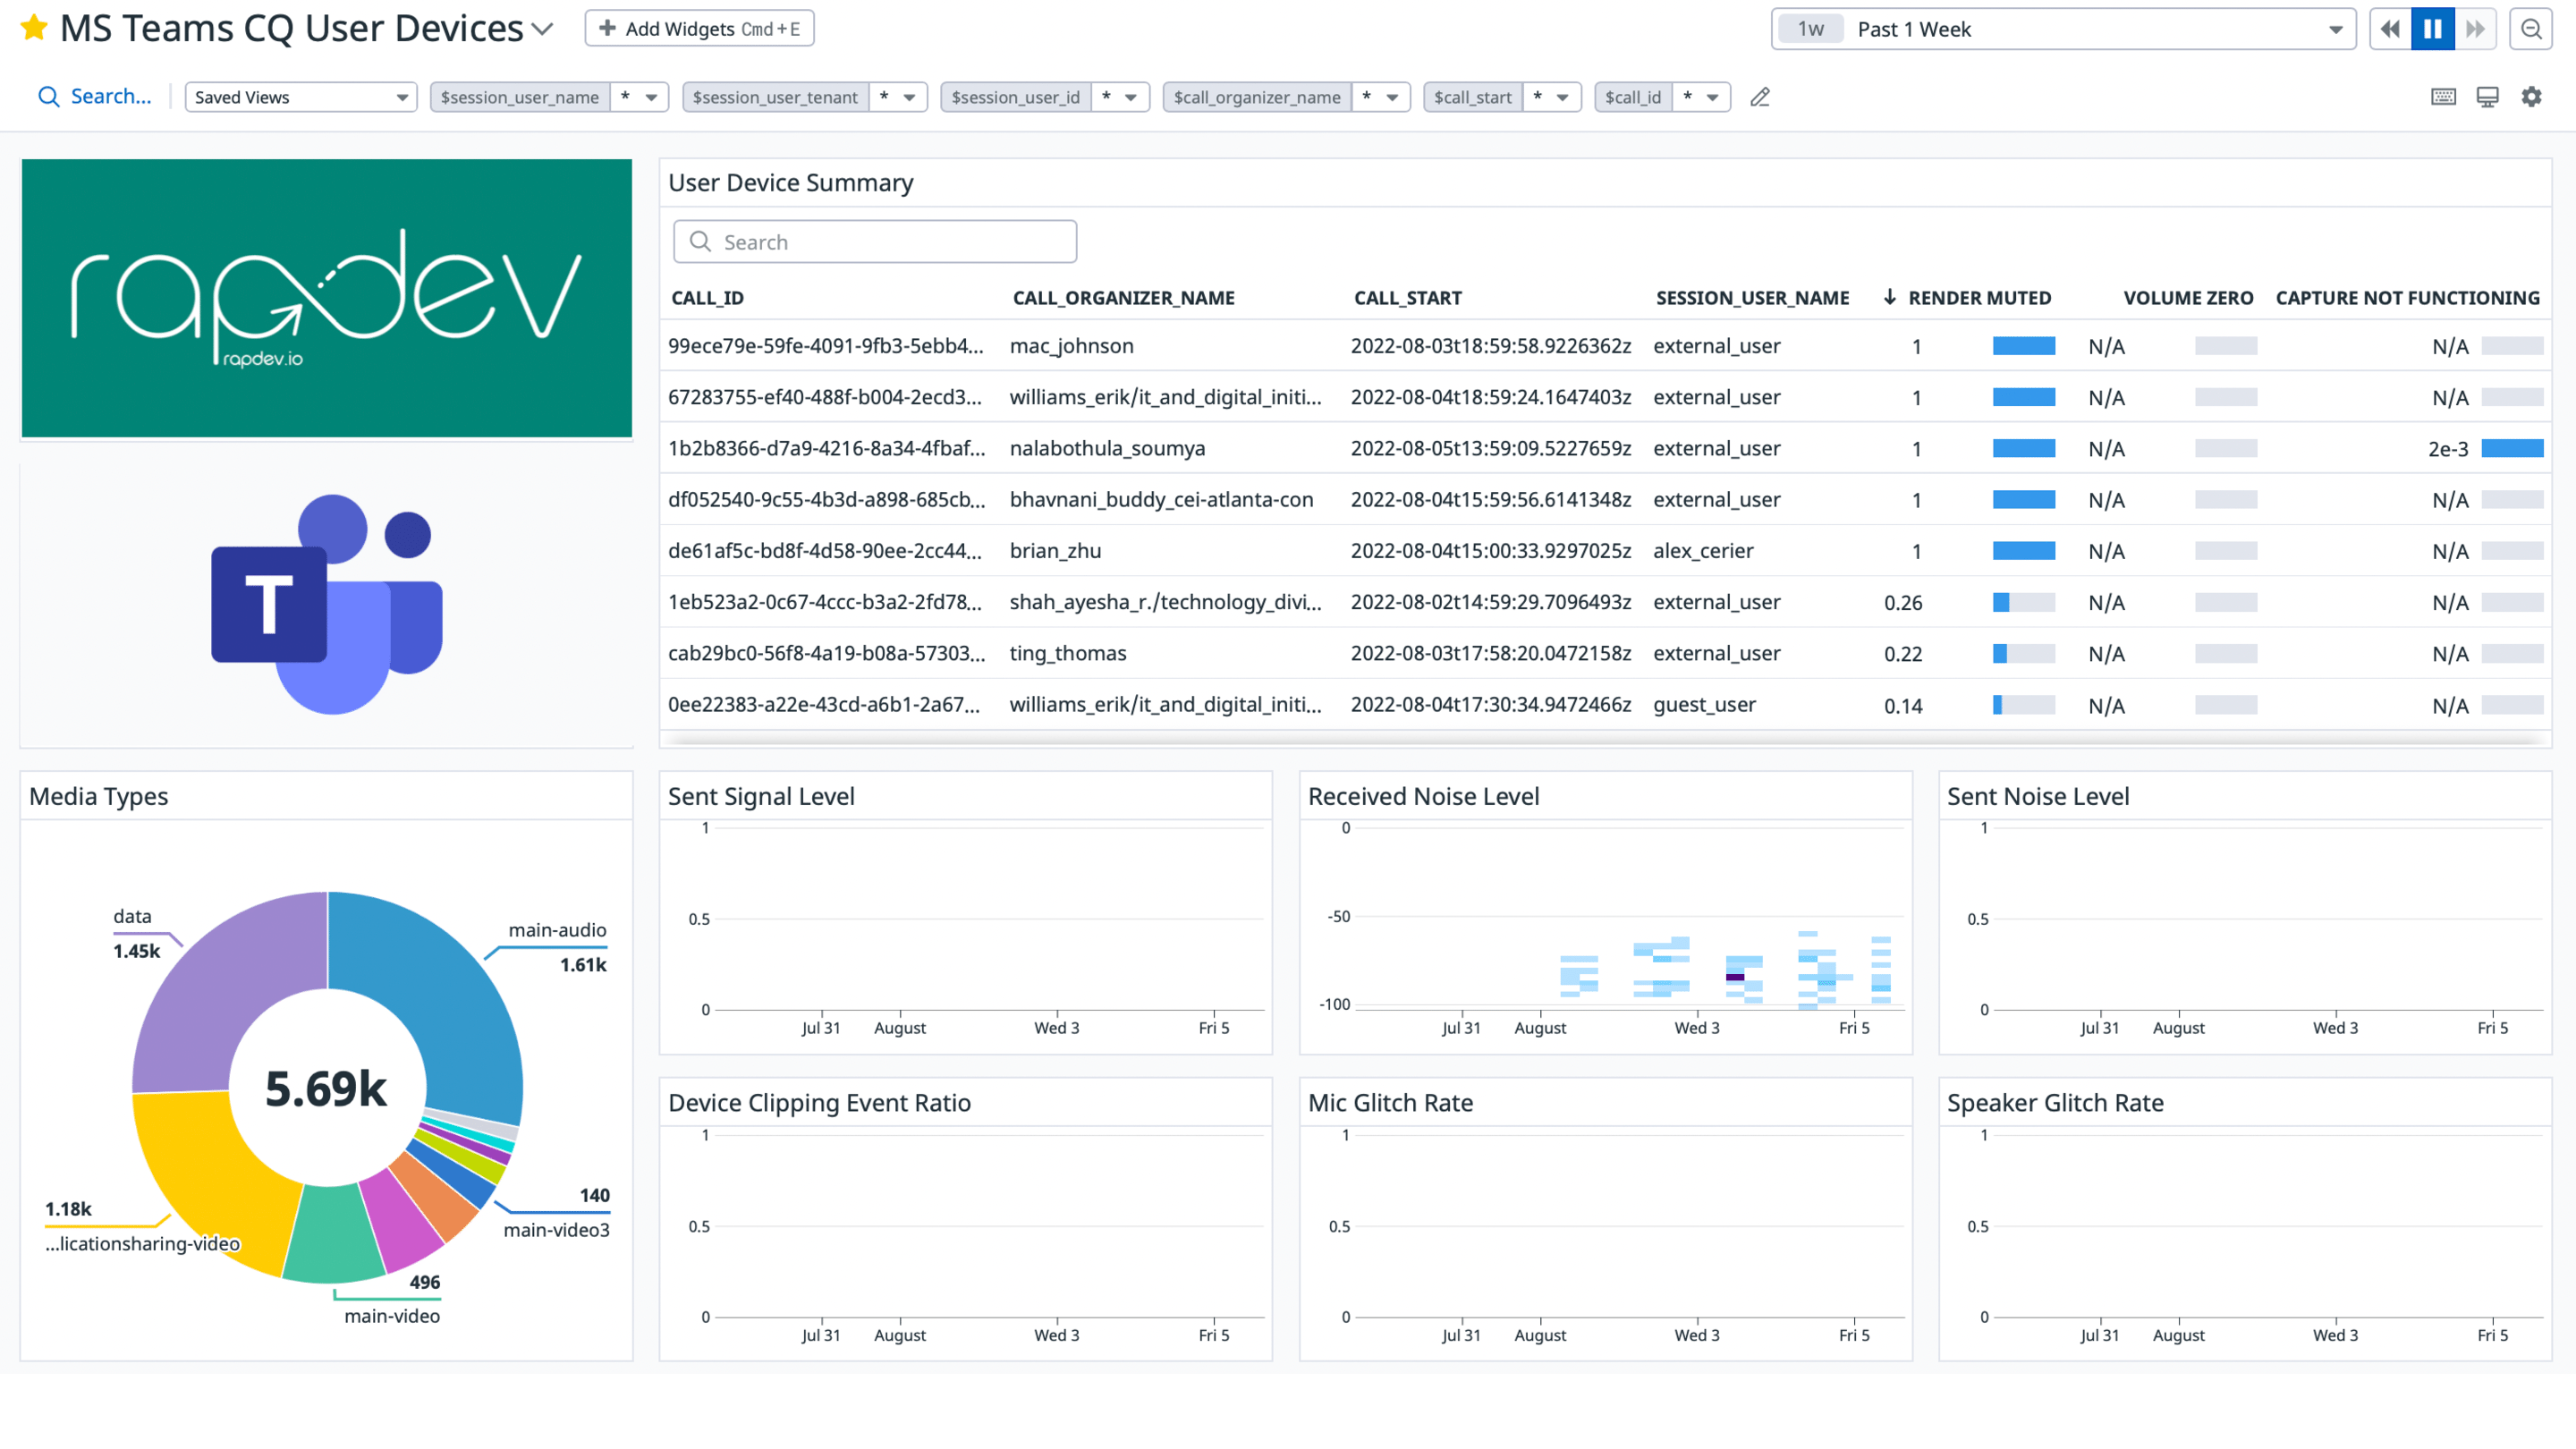 MS Teams CQ User Devices
Add Widgets Cmd+E
1w Past 1 Week
Search...
Saved Views
$session_user_name *
$session_user_tenant *
$session_user_id *
$call_organizer_name *
$call_start *
$call_id *
rapdev
rapdev.io
T
User Device Summary
Search
CALL_ID CALL_ORGANIZER_NAME CALL_START SESSION_USER_NAME RENDER MUTED VOLUME ZERO CAPTURE NOT FUNCTIONING
99ece79e-59fe-4091-9fb3-5ebb4... mac_johnson 2022-08-03t18:59:58.9226362z external_user 1 N/A N/A
67283755-ef40-488f-b004-2ecd3... williams_erik/it_and_digital_initi... 2022-08-04t18:59:24.1647403z external_user 1 N/A N/A
1b2b8366-d7a9-4216-8a34-4fbaf... nalabothula_soumya 2022-08-05t13:59:09.5227659z external_user 1 N/A 2e-3
df052540-9c55-4b3d-a898-685cb... bhavnani_buddy_cei-atlanta-con 2022-08-04t15:59:56.6141348z external_user 1 N/A N/A
de61af5c-bd8f-4d58-90ee-2cc44... brian_zhu 2022-08-04t15:00:33.9297025z alex_cerier 1 N/A N/A
1eb523a2-0c67-4ccc-b3a2-2fd78... shah_ayesha_r./technology_divi... 2022-08-02t14:59:29.7096493z external_user 0.26 N/A N/A
cab29bc0-56f8-4a19-b08a-57303... ting_thomas 2022-08-03t17:58:20.0472158z external_user 0.22 N/A N/A
0ee22383-a22e-43cd-a6b1-2a67... williams_erik/it_and_digital_initi... 2022-08-04t17:30:34.9472466z guest_user 0.14 N/A N/A
Media Types
data
1.45k
main-audio
1.61k
5.69k
140
main-video3
1.18k
...licationsharing-video
496
main-video
Sent Signal Level
1
0.5
0
Jul 31 August Wed 3 Fri 5
Received Noise Level
0
-50
-100
Jul 31 August Wed 3 Fri 5
Sent Noise Level
1
0.5
0
Jul 31 August Wed 3 Fri 5
Device Clipping Event Ratio
1
0.5
0
Jul 31 August Wed 3 Fri 5
Mic Glitch Rate
1
0.5
0
Jul 31 August Wed 3 Fri 5
Speaker Glitch Rate
1
0.5
0
Jul 31 August Wed 3 Fri 5